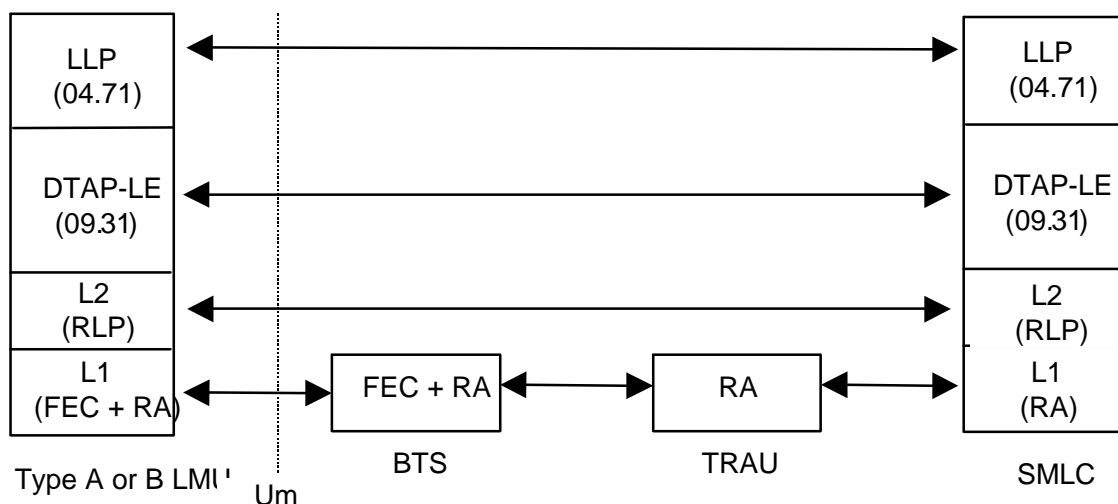 LLP
(04.71)
LLP
(04.71)
DTAP-LE
(09.31)
DTAP-LE
(09.31)
L2
(RLP)
L2
(RLP)
L1
(FEC + RA)
FEC + RA
RA
L1
(RA)
BTS
TRAU
Type A or B LMU
SMLC
Um